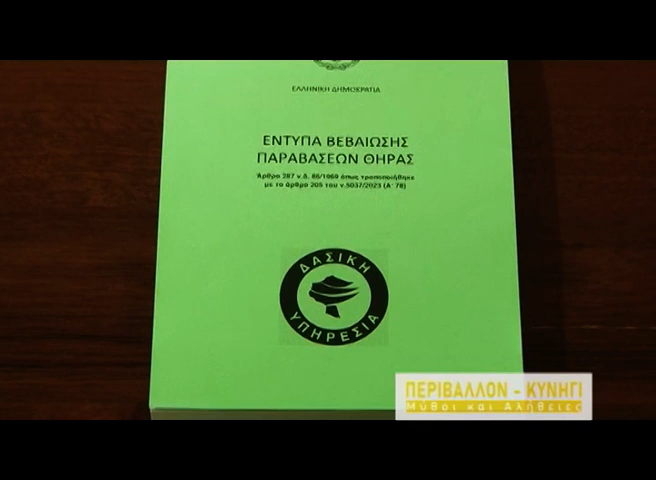 ΕΛΛΗΝΙΚΗ ΔΗΜΟΚΡΑΤΙΑ
ΕΝΤΥΠΑ ΒΕΒΑΙΩΣΗΣ
ΠΑΡΑΒΑΣΕΩΝ ΘΗΡΑΣ
Άρθρο 287 ν.δ. 86/1969 όπως τροποποιήθηκε
με το άρθρο 205 του ν.5037/2023 (Α' 78)
ΔΑΣΙΚΗ
ΥΠΗΡΕΣΙΑ
ΠΕΡΙΒΑΛΛΟΝ - ΚΥΝΗΓΙ
Μύθοι και Αλήθειες